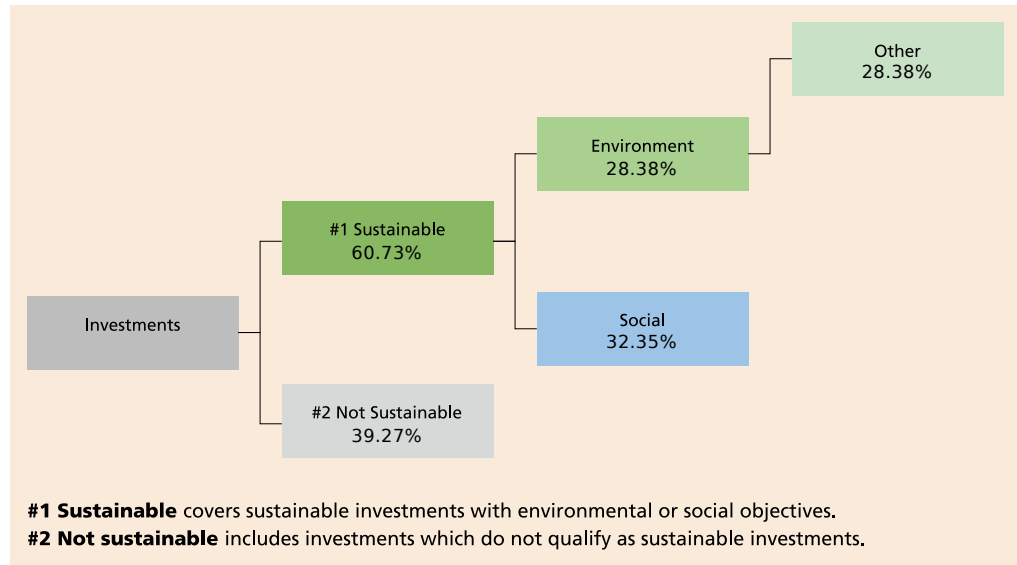 Other
28.38%
Environment
28.38%
#1 Sustainable
60.73%
Investments
Social
32.35%
#2 Not Sustainable
39.27%
#1 Sustainable covers sustainable investments with environmental or social objectives.
#2 Not sustainable includes investments which do not qualify as sustainable investments.